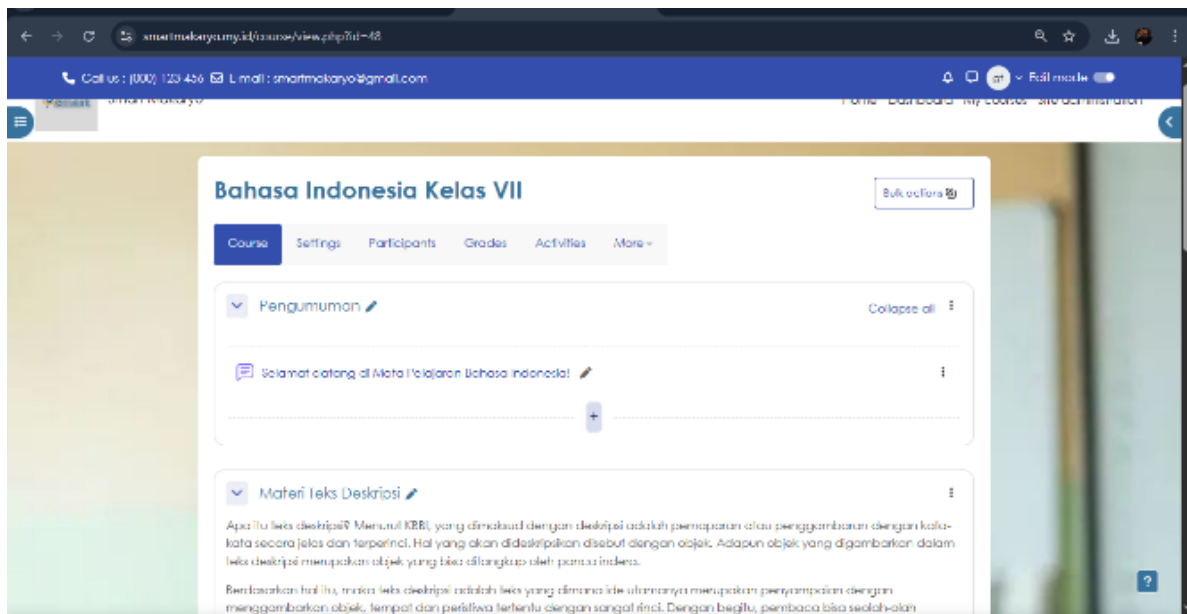 smartmakaryo.my.id/course/view.php?id=48
Call us : (000) 123 456 Email : smartmakaryo@gmail.com
gt Edit mode
Smart Makaryo
Home Dashboard My courses Site administration
Bahasa Indonesia Kelas VII
Bulk actions
Course Settings Participants Grades Activities More
Pengumuman
Collapse all
Selamat datang di Mata Pelajaran Bahasa Indonesia!
+
Materi Teks Deskripsi
Apa itu teks deskripsi? Menurut KBBI, yang dimaksud dengan deskripsi adalah pemaparan atau penggambaran dengan kata-
kata secara jelas dan terperinci. Hal yang akan dideskripsikan disebut dengan objek. Adapun objek yang digambarkan dalam
teks deskripsi merupakan objek yang bisa ditangkap oleh panca indera.
Berdasarkan hal itu, maka teks deskripsi adalah teks yang dimana ide utamanya merupakan penyampaian dengan
menggambarkan objek, tempat dan peristiwa tertentu dengan sangat rinci. Dengan begitu, pembaca bisa seolah-olah
?